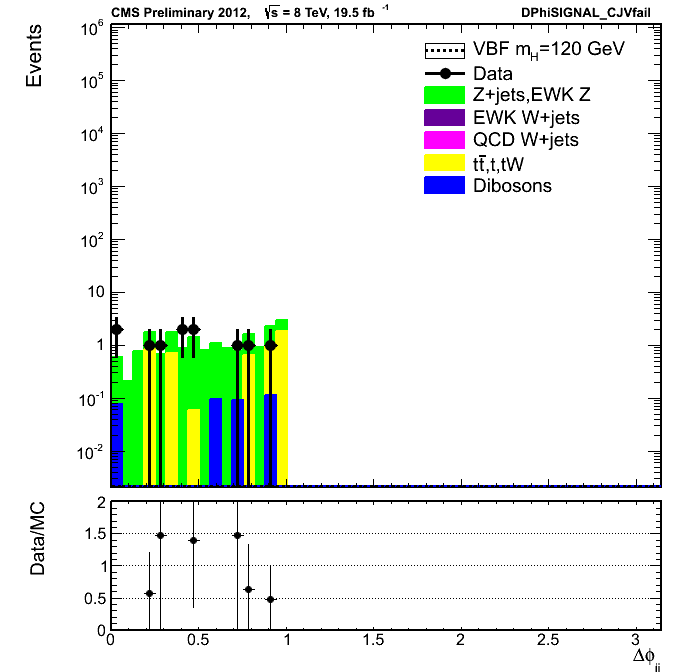 CMS Preliminary 2012, √s = 8 TeV, 19.5 fb⁻¹ DPhiSIGNAL_CJVfail
Events
10⁶
10⁵
10⁴
10³
10²
10
1
10⁻¹
10⁻²
VBF m_H=120 GeV
Data
Z+jets,EWK Z
EWK W+jets
QCD W+jets
tt̄,t,tW
Dibosons
Data/MC
2
1.5
1
0.5
0
0 0.5 1 1.5 2 2.5 3
Δϕ_jj